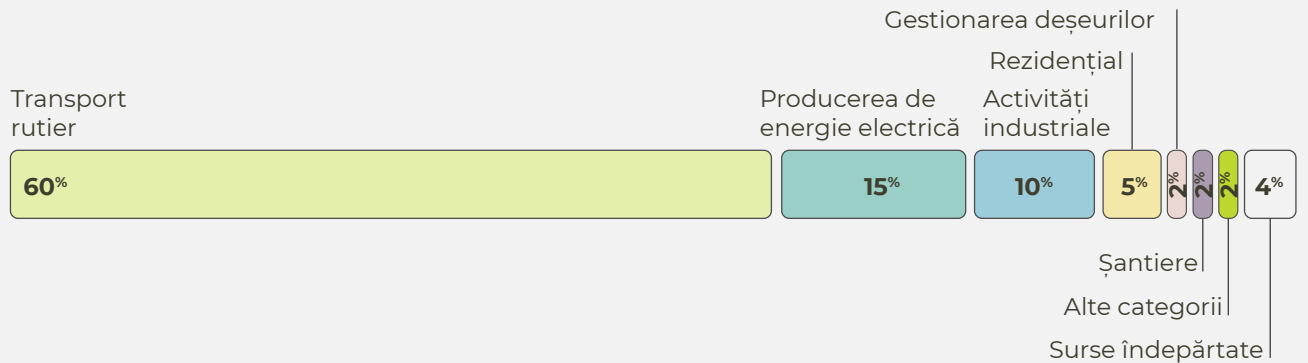 Gestionarea deșeurilor
Rezidențial
Transport
rutier
Producerea de
energie electrică
Activități
industriale
60%
15%
10%
5%
2%
2%
2%
4%
Șantiere
Alte categorii
Surse îndepărtate